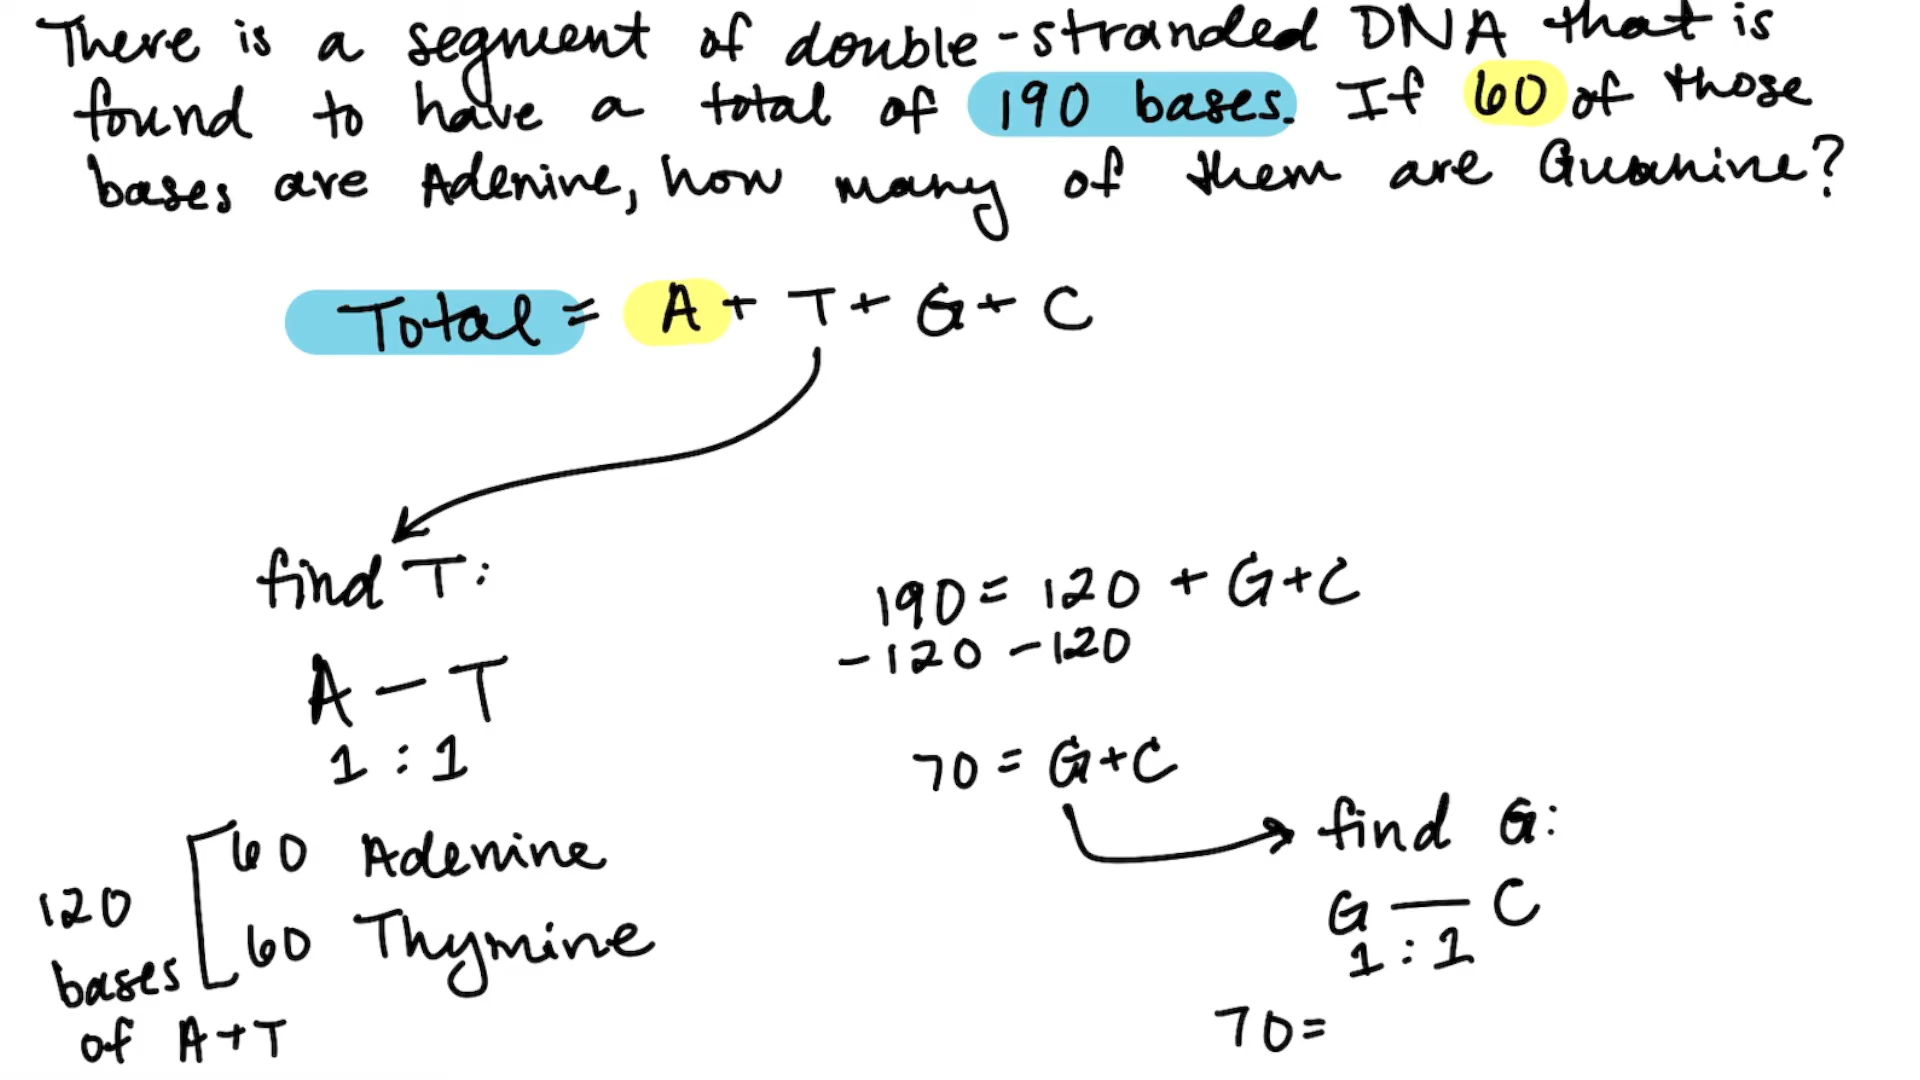 There is a segment of double-stranded DNA that is
found to have a total of 190 bases. If 60 of those
bases are Adenine, how many of them are Guanine?
Total = A + T + G + C
find T:
A — T
1 : 1
60 Adenine
60 Thymine
120
bases
of A+T
190 = 120 + G+C
-120 -120
70 = G+C
find G:
G — C
1 : 1
70=